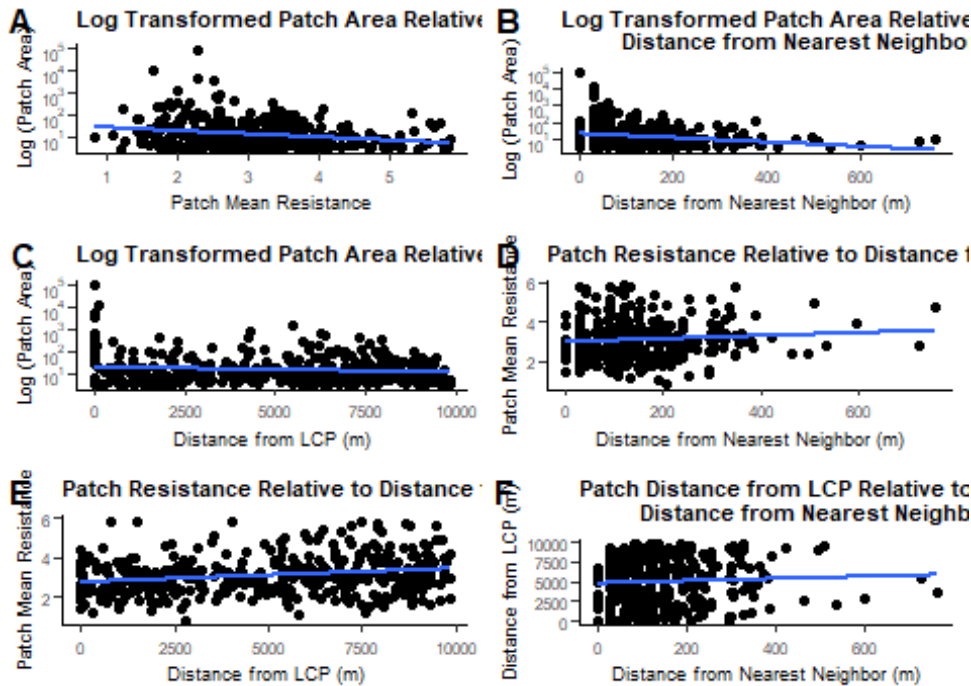 A Log Transformed Patch Area Relative
Log (Patch Area)
10^5
10^4
10^3
10^2
10^1
1 2 3 4 5
Patch Mean Resistance
B Log Transformed Patch Area Relative
Distance from Nearest Neighbo
Log (Patch Area)
10^5
10^4
10^3
10^2
10^1
0 200 400 600
Distance from Nearest Neighbor (m)
C Log Transformed Patch Area Relative
Log (Patch Area)
10^5
10^4
10^3
10^2
10^1
0 2500 5000 7500 10000
Distance from LCP (m)
D Patch Resistance Relative to Distance f
Patch Mean Resistance
6
4
2
0 200 400 600
Distance from Nearest Neighbor (m)
E Patch Resistance Relative to Distance
Patch Mean Resistance
6
4
2
0 2500 5000 7500 10000
Distance from LCP (m)
F Patch Distance from LCP Relative to
Distance from Nearest Neighb
Distance from LCP (m)
10000
7500
5000
2500
0
0 200 400 600
Distance from Nearest Neighbor (m)